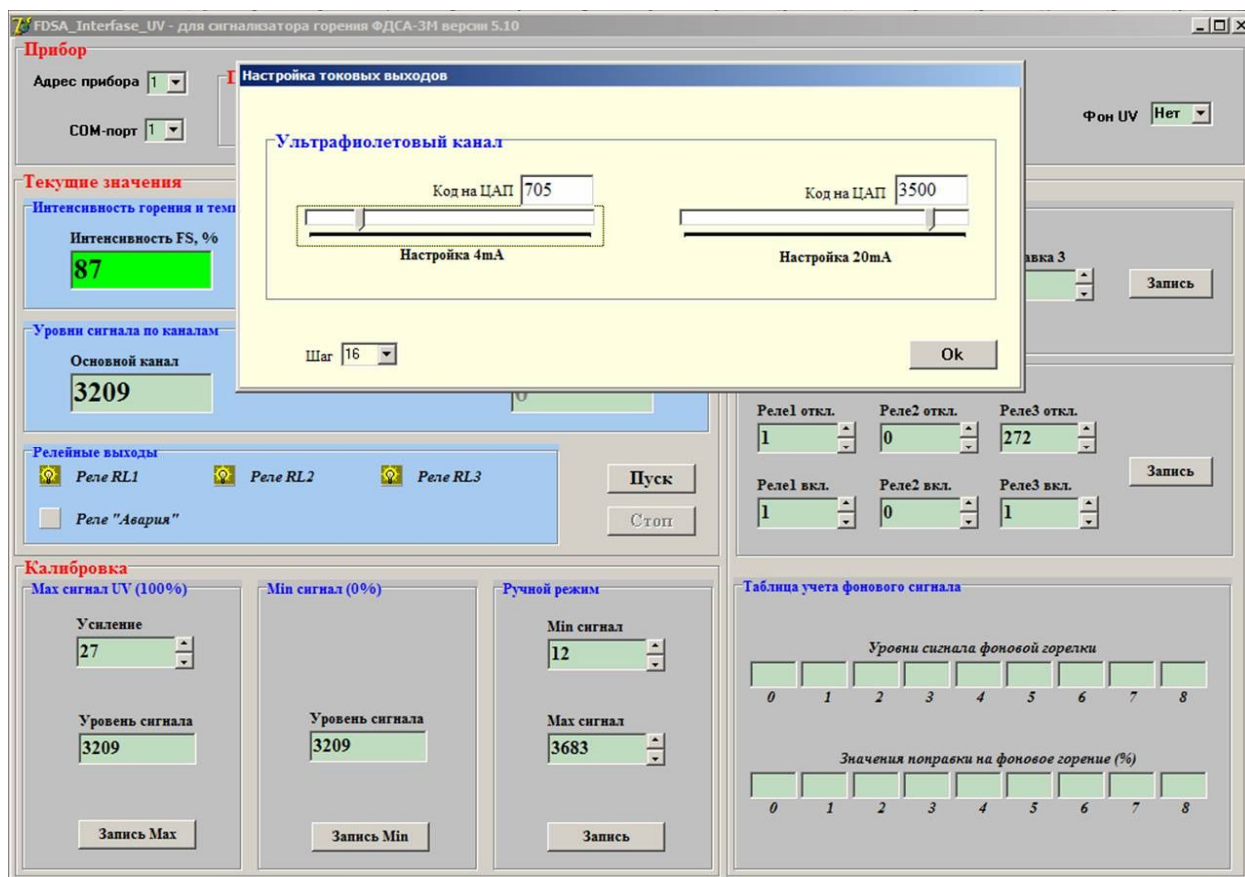 FDSA_Interfase_UV - для сигнализатора горения ФДСА-3М версии 5.10
Прибор
Адрес прибора 1
COM-порт 1
Фон UV Нет
Настройка токовых выходов
Ультрафиолетовый канал
Код на ЦАП 705
Код на ЦАП 3500
Настройка 4mA
Настройка 20mA
Шаг 16
Ok
Текущие значения
Интенсивность горения и
Интенсивность FS, %
87
3
Запись
Уровни сигнала по каналам
Основной канал
3209
0
Релейные выходы
Реле RL1
Реле RL2
Реле RL3
Реле "Авария"
Пуск
Стоп
Реле1 откл.
Реле2 откл.
Реле3 откл.
1
0
272
Запись
Реле1 вкл.
Реле2 вкл.
Реле3 вкл.
1
0
1
Калибровка
Max сигнал UV (100%)
Усиление
27
Уровень сигнала
3209
Запись Max
Min сигнал (0%)
Уровень сигнала
3209
Запись Min
Ручной режим
Min сигнал
12
Max сигнал
3683
Запись
Таблица учета фонового сигнала
Уровни сигнала фоновой горелки
0 1 2 3 4 5 6 7 8
Значения поправки на фоновое горение (%)
0 1 2 3 4 5 6 7 8